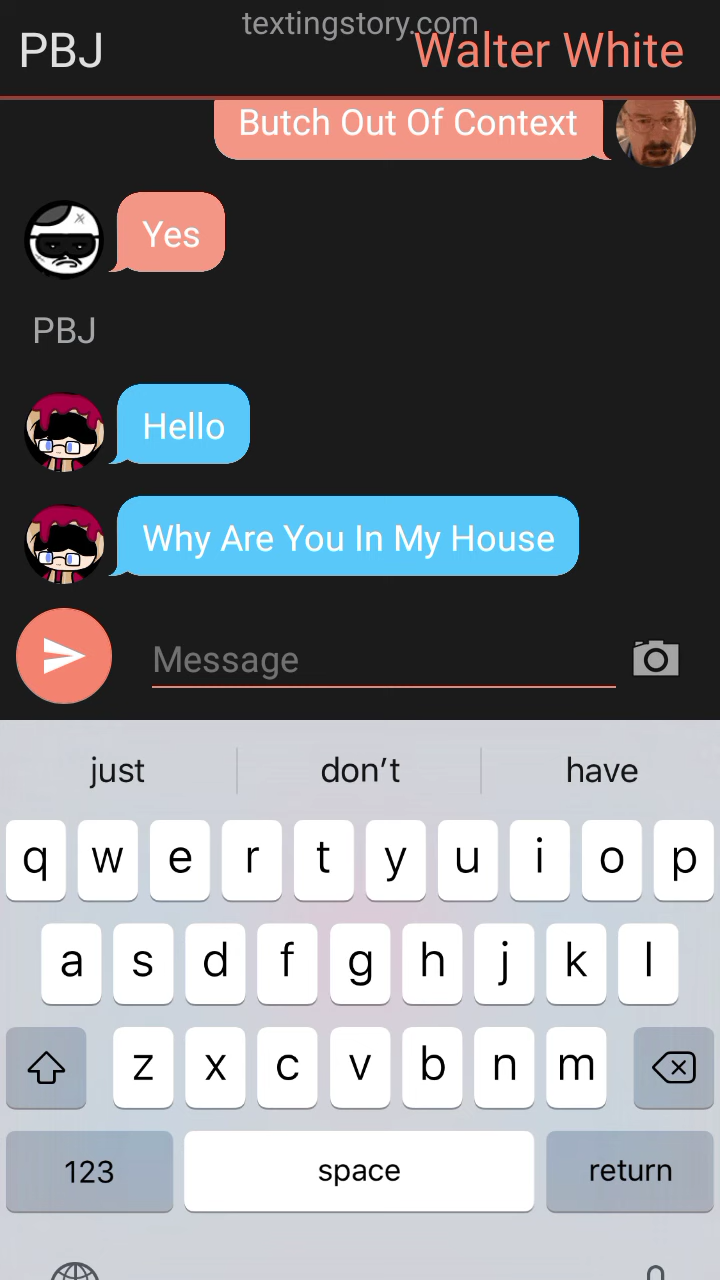 textingstory.com
PBJ
Walter White
Butch Out Of Context
Yes
PBJ
Hello
Why Are You In My House
Message
just don't have
q w e r t y u i o p
a s d f g h j k l
z x c v b n m
123 space return